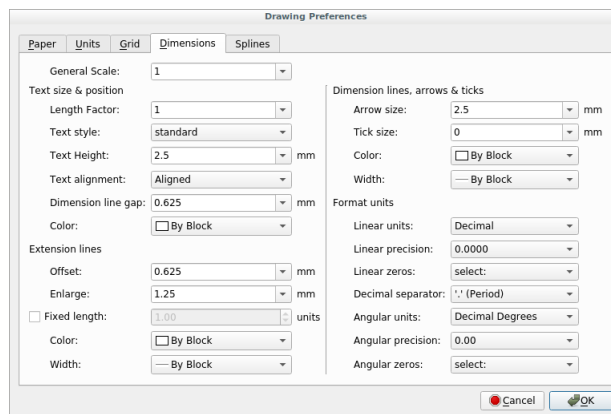 Drawing Preferences
Paper Units Grid Dimensions Splines
General Scale: 1
Text size & position
Length Factor: 1
Text style: standard
Text Height: 2.5 mm
Text alignment: Aligned
Dimension line gap: 0.625 mm
Color: By Block
Extension lines
Offset: 0.625 mm
Enlarge: 1.25 mm
Fixed length: 1.00 units
Color: By Block
Width: By Block
Dimension lines, arrows & ticks
Arrow size: 2.5 mm
Tick size: 0 mm
Color: By Block
Width: By Block
Format units
Linear units: Decimal
Linear precision: 0.0000
Linear zeros: select:
Decimal separator: '.' (Period)
Angular units: Decimal Degrees
Angular precision: 0.00
Angular zeros: select:
Cancel OK